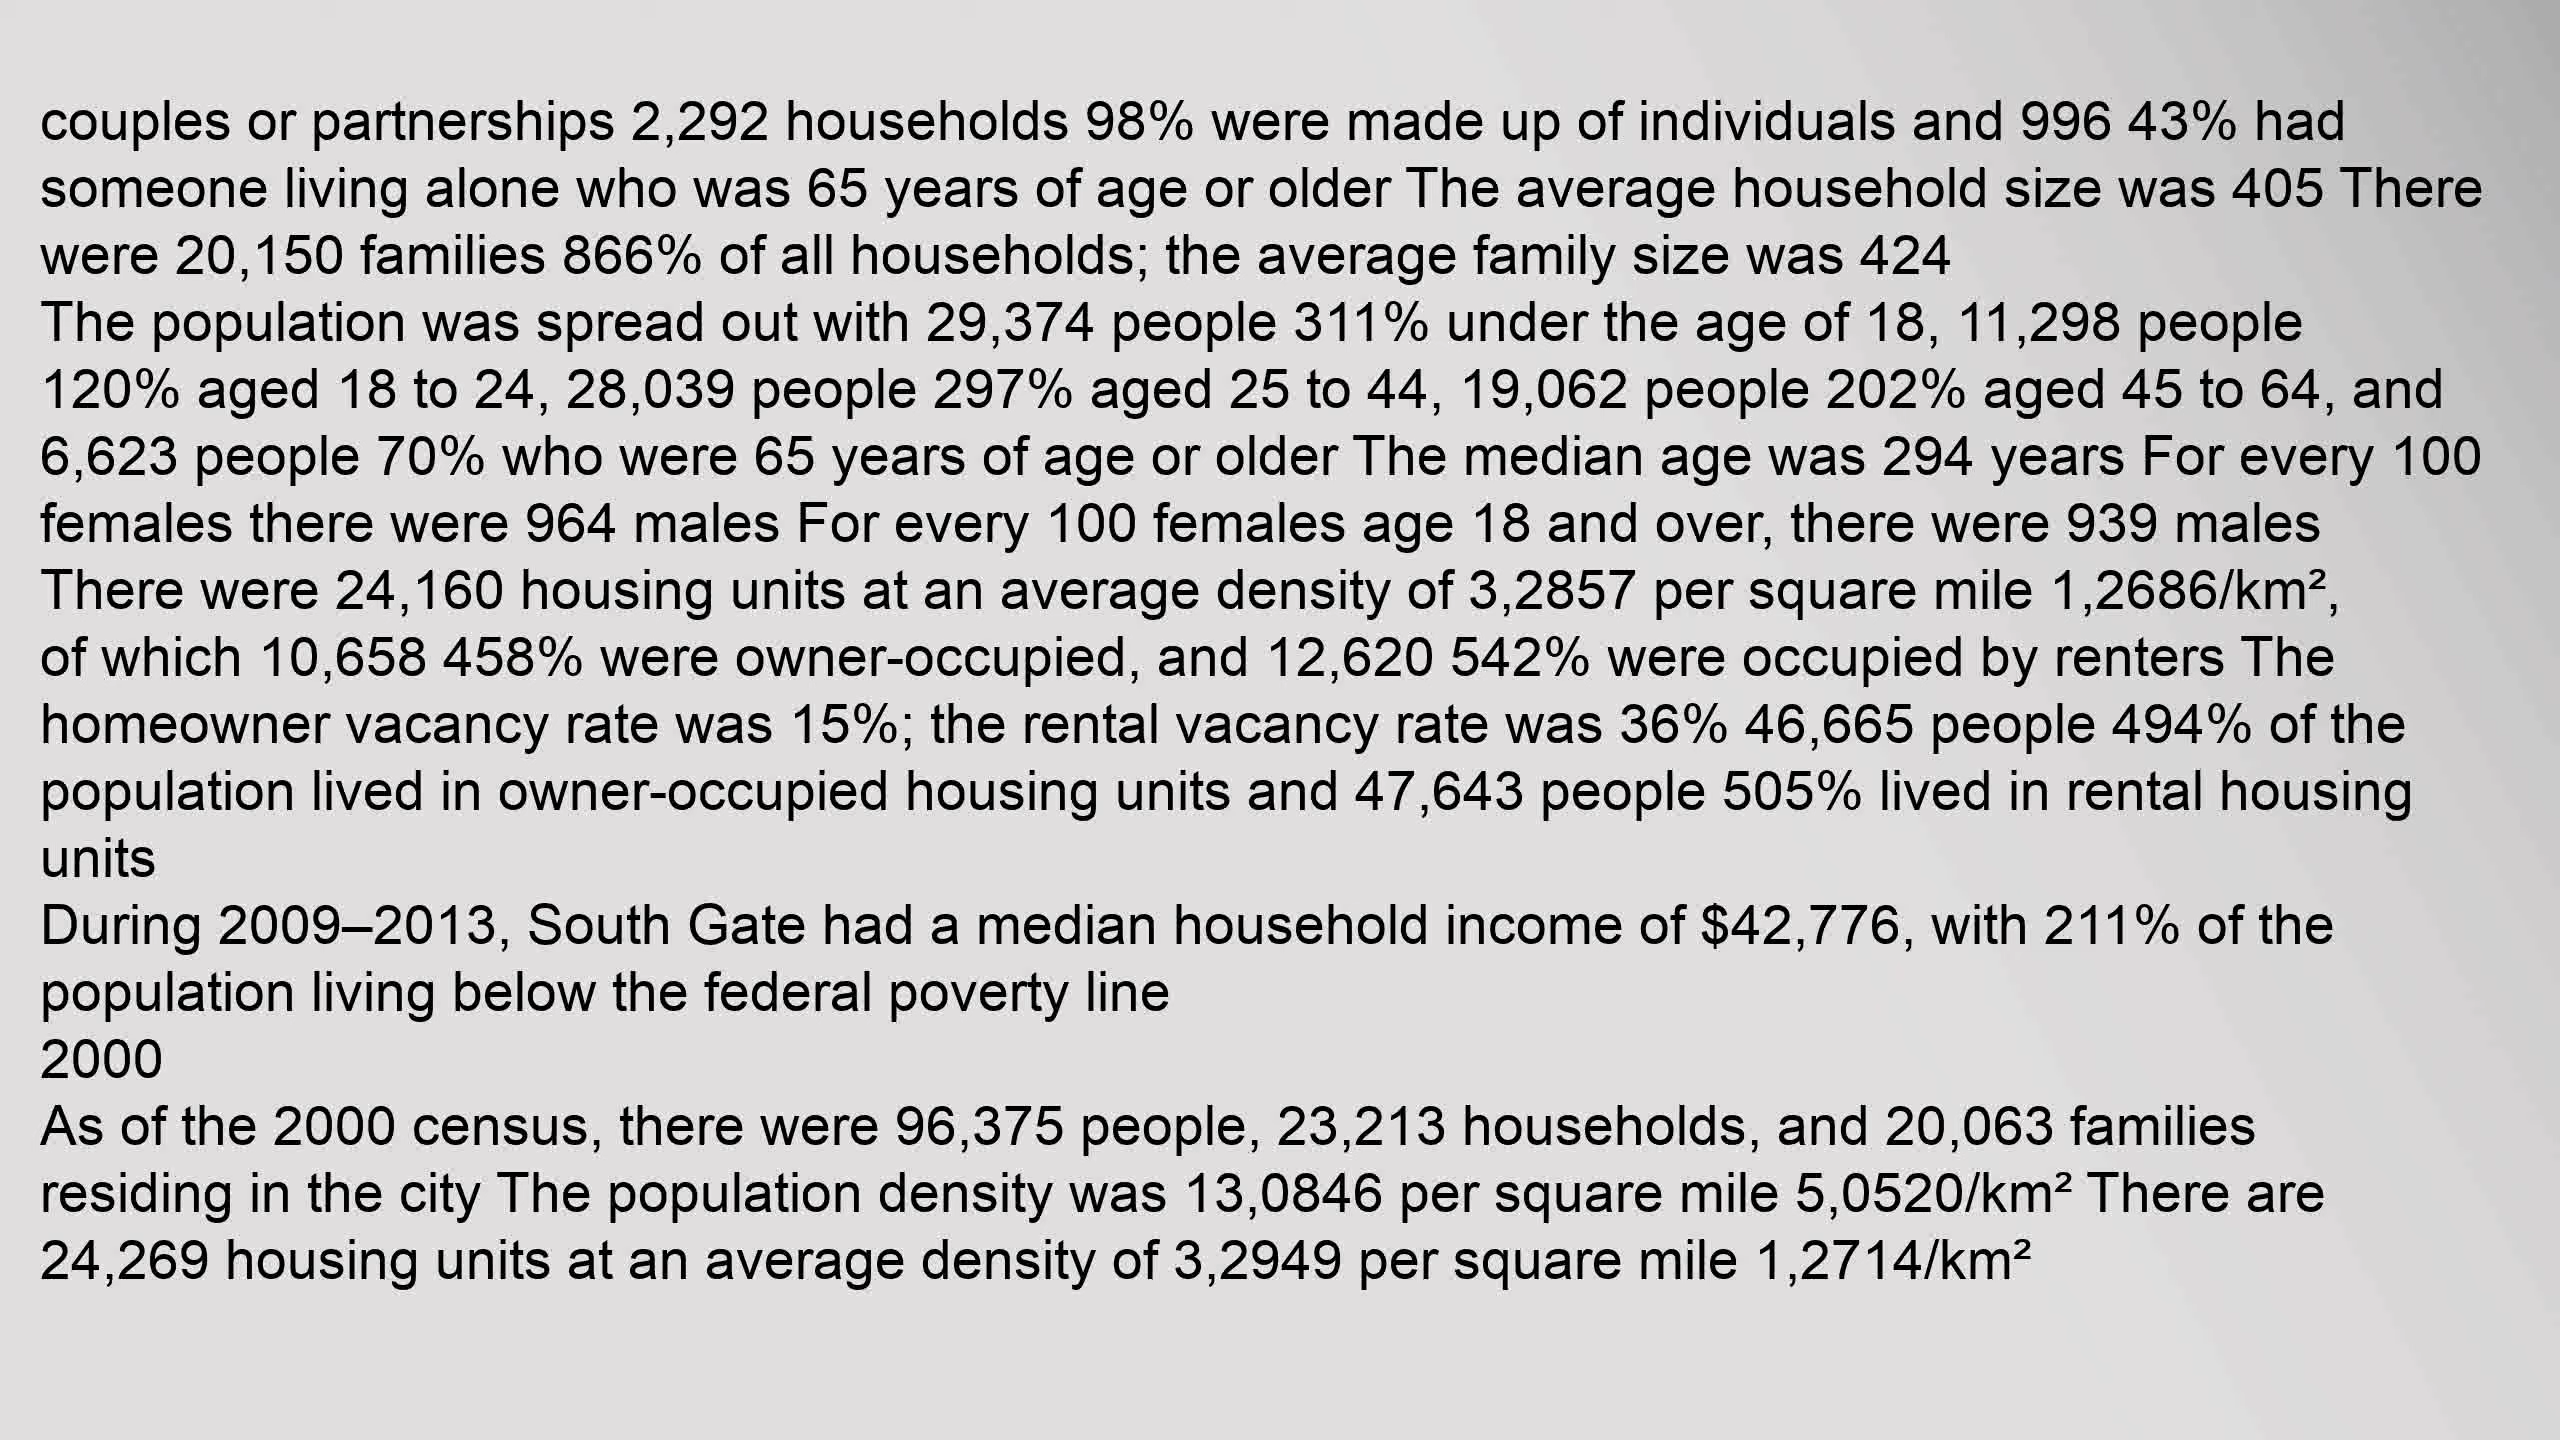 couples or partnerships 2,292 households 98% were made up of individuals and 996 43% had
someone living alone who was 65 years of age or older The average household size was 405 There
were 20,150 families 866% of all households; the average family size was 424
The population was spread out with 29,374 people 311% under the age of 18, 11,298 people
120% aged 18 to 24, 28,039 people 297% aged 25 to 44, 19,062 people 202% aged 45 to 64, and
6,623 people 70% who were 65 years of age or older The median age was 294 years For every 100
females there were 964 males For every 100 females age 18 and over, there were 939 males
There were 24,160 housing units at an average density of 3,2857 per square mile 1,2686/km²,
of which 10,658 458% were owner-occupied, and 12,620 542% were occupied by renters The
homeowner vacancy rate was 15%; the rental vacancy rate was 36% 46,665 people 494% of the
population lived in owner-occupied housing units and 47,643 people 505% lived in rental housing
units
During 2009–2013, South Gate had a median household income of $42,776, with 211% of the
population living below the federal poverty line
2000
As of the 2000 census, there were 96,375 people, 23,213 households, and 20,063 families
residing in the city The population density was 13,0846 per square mile 5,0520/km² There are
24,269 housing units at an average density of 3,2949 per square mile 1,2714/km²